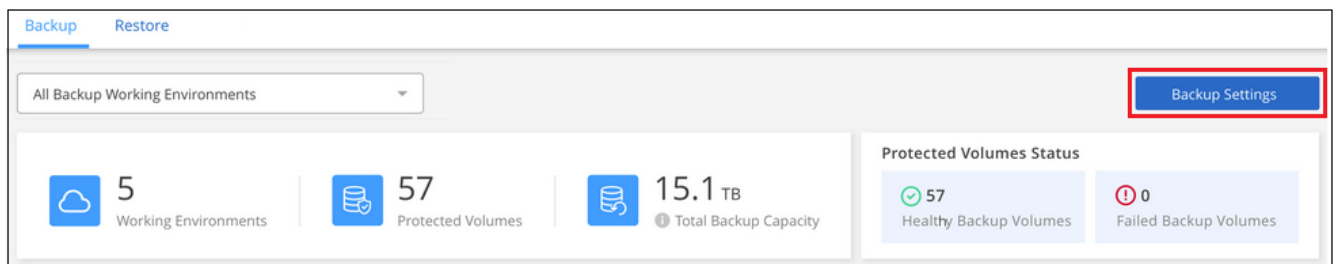 Backup Restore
All Backup Working Environments
Backup Settings
5
Working Environments
57
Protected Volumes
15.1 TB
Total Backup Capacity
Protected Volumes Status
57
Healthy Backup Volumes
0
Failed Backup Volumes